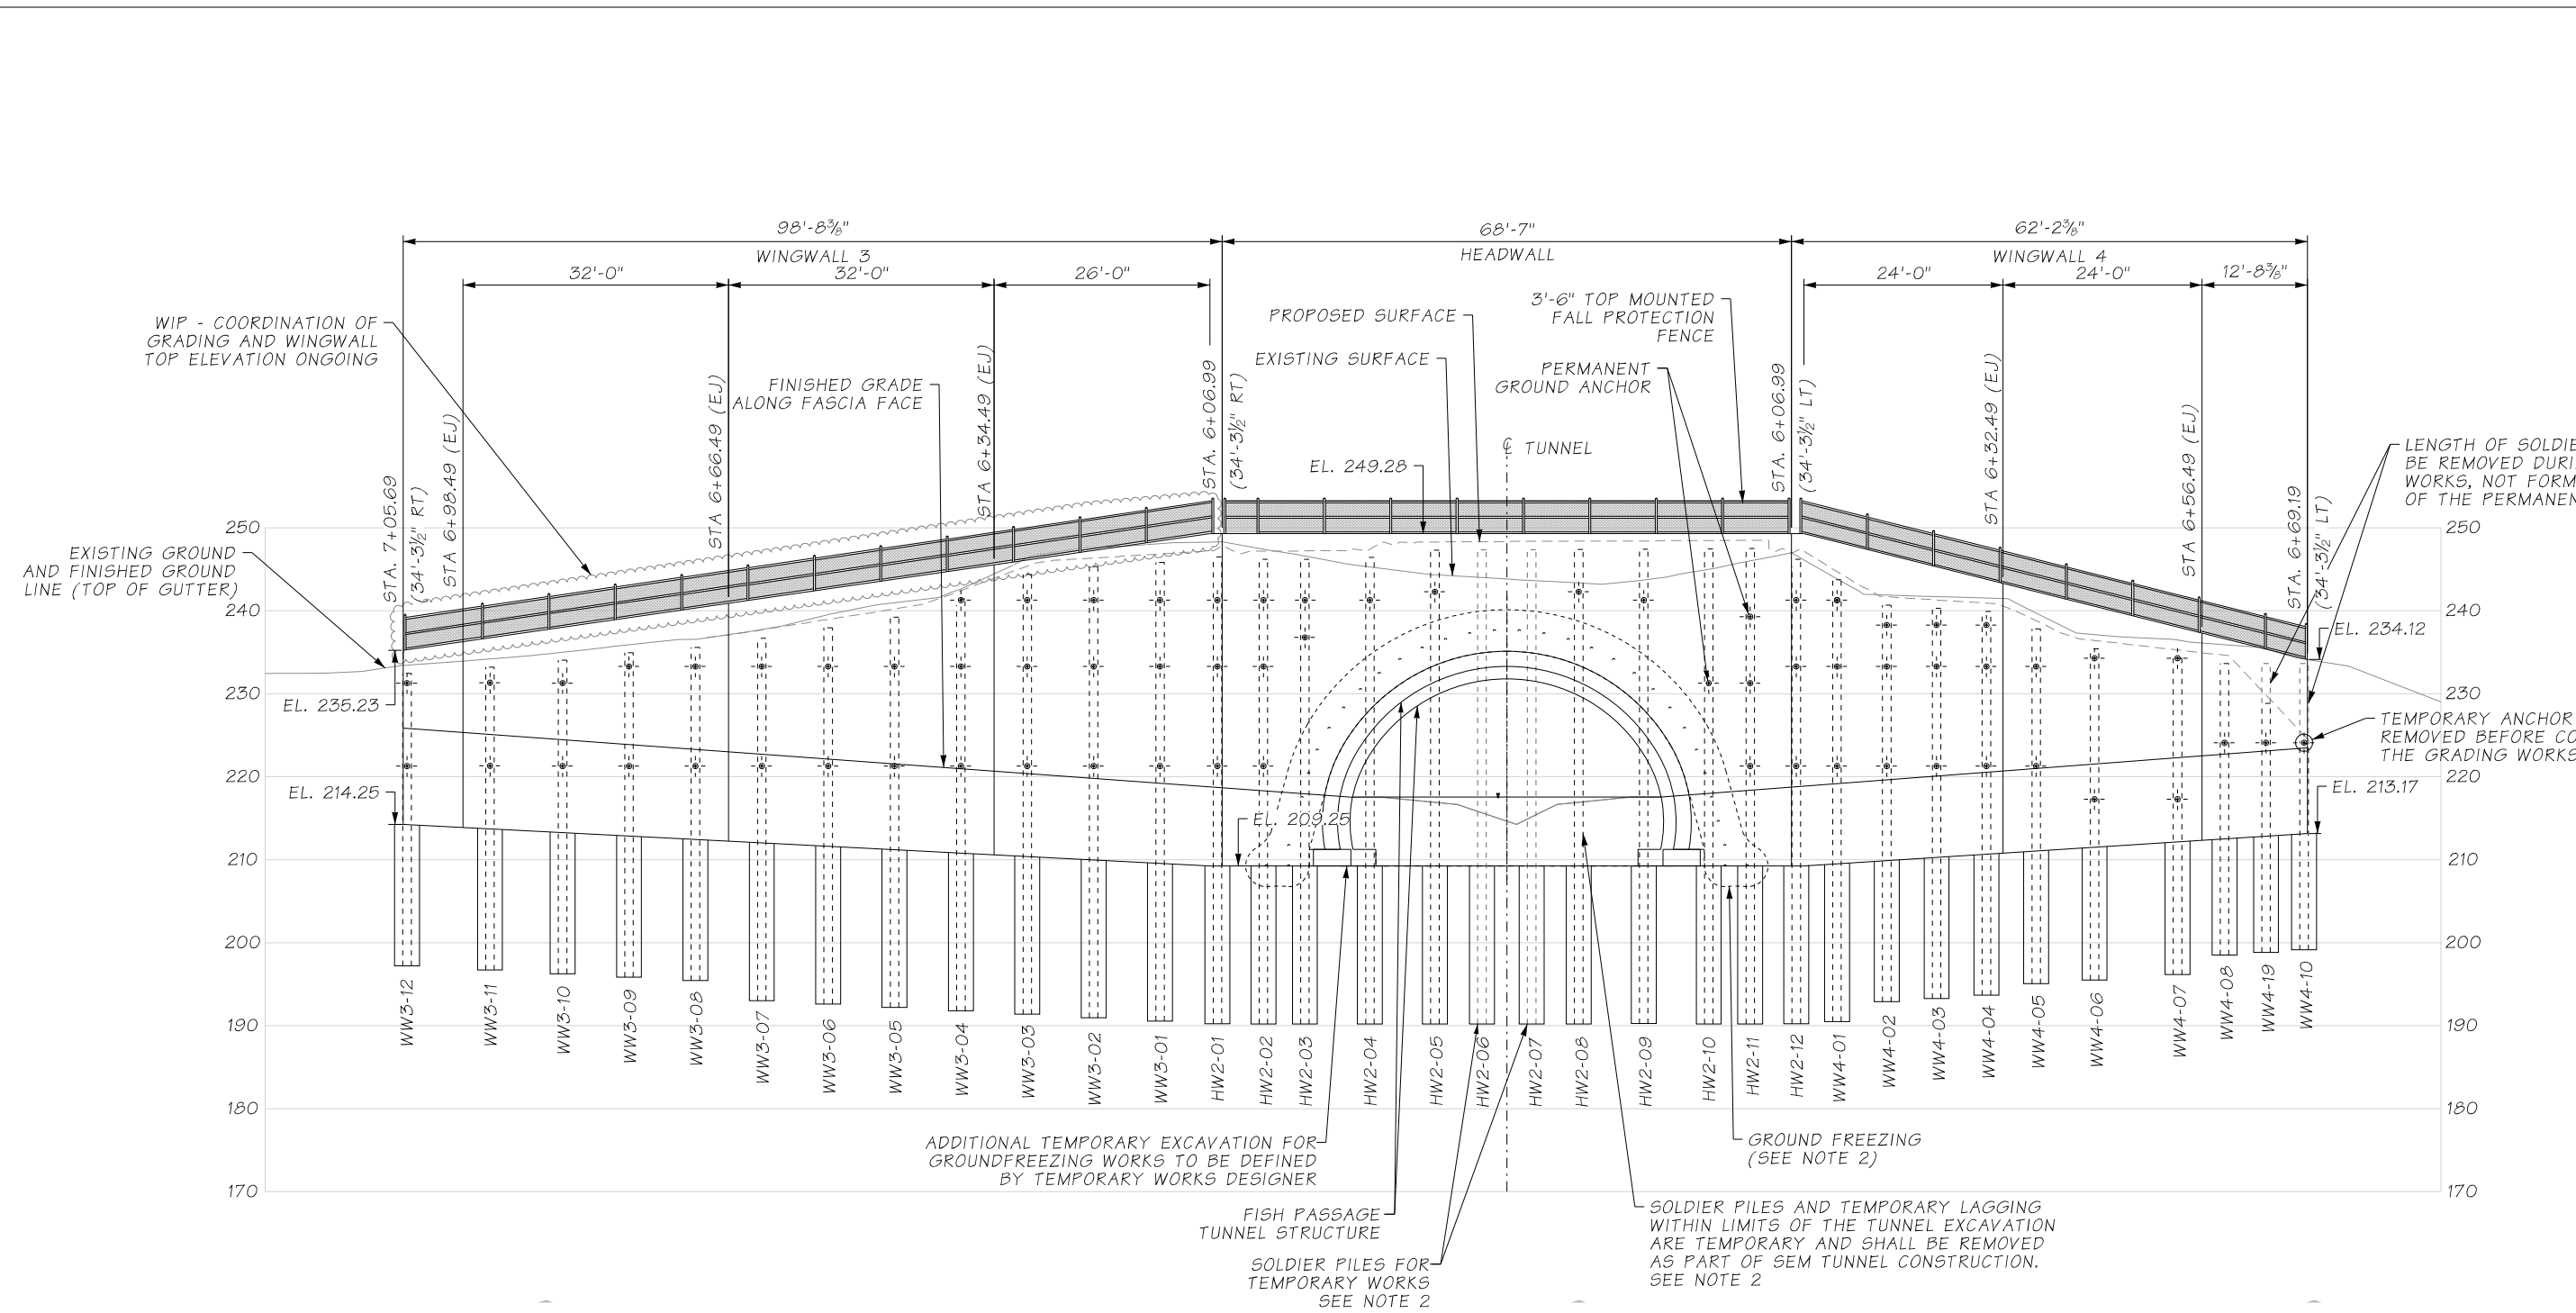 98'-8⅜"
68'-7"
62'-2⅜"
WINGWALL 3
HEADWALL
WINGWALL 4
32'-0"
32'-0"
26'-0"
24'-0"
24'-0"
12'-8⅜"
WIP - COORDINATION OF
GRADING AND WINGWALL
TOP ELEVATION ONGOING
FINISHED GRADE
ALONG FASCIA FACE
PROPOSED SURFACE
EXISTING SURFACE
3'-6" TOP MOUNTED
FALL PROTECTION
FENCE
PERMANENT
GROUND ANCHOR
STA. 7+05.69
(34'-3½" RT)
STA 6+98.49 (EJ)
STA 6+66.49 (EJ)
STA 6+34.49 (EJ)
STA. 6+06.99
(34'-3½" RT)
STA. 6+06.99
(34'-3½" LT)
STA 6+32.49 (EJ)
STA 6+56.49 (EJ)
STA. 6+69.19
(34'-3½" LT)
℄ TUNNEL
EL. 249.28
LENGTH OF SOLDIE
BE REMOVED DURI
WORKS, NOT FORM
OF THE PERMANEN
EXISTING GROUND
AND FINISHED GROUND
LINE (TOP OF GUTTER)
EL. 235.23
EL. 214.25
EL. 209.25
EL. 234.12
TEMPORARY ANCHOR
REMOVED BEFORE CO
THE GRADING WORKS
EL. 213.17
250
240
230
220
210
200
190
180
170
250
240
230
220
210
200
190
180
170
WW3-12
WW3-11
WW3-10
WW3-09
WW3-08
WW3-07
WW3-06
WW3-05
WW3-04
WW3-03
WW3-02
WW3-01
HW2-01
HW2-02
HW2-03
HW2-04
HW2-05
HW2-06
HW2-07
HW2-08
HW2-09
HW2-10
HW2-11
HW2-12
WW4-01
WW4-02
WW4-03
WW4-04
WW4-05
WW4-06
WW4-07
WW4-08
WW4-19
WW4-10
ADDITIONAL TEMPORARY EXCAVATION FOR
GROUNDFREEZING WORKS TO BE DEFINED
BY TEMPORARY WORKS DESIGNER
FISH PASSAGE
TUNNEL STRUCTURE
SOLDIER PILES FOR
TEMPORARY WORKS
SEE NOTE 2
GROUND FREEZING
(SEE NOTE 2)
SOLDIER PILES AND TEMPORARY LAGGING
WITHIN LIMITS OF THE TUNNEL EXCAVATION
ARE TEMPORARY AND SHALL BE REMOVED
AS PART OF SEM TUNNEL CONSTRUCTION.
SEE NOTE 2